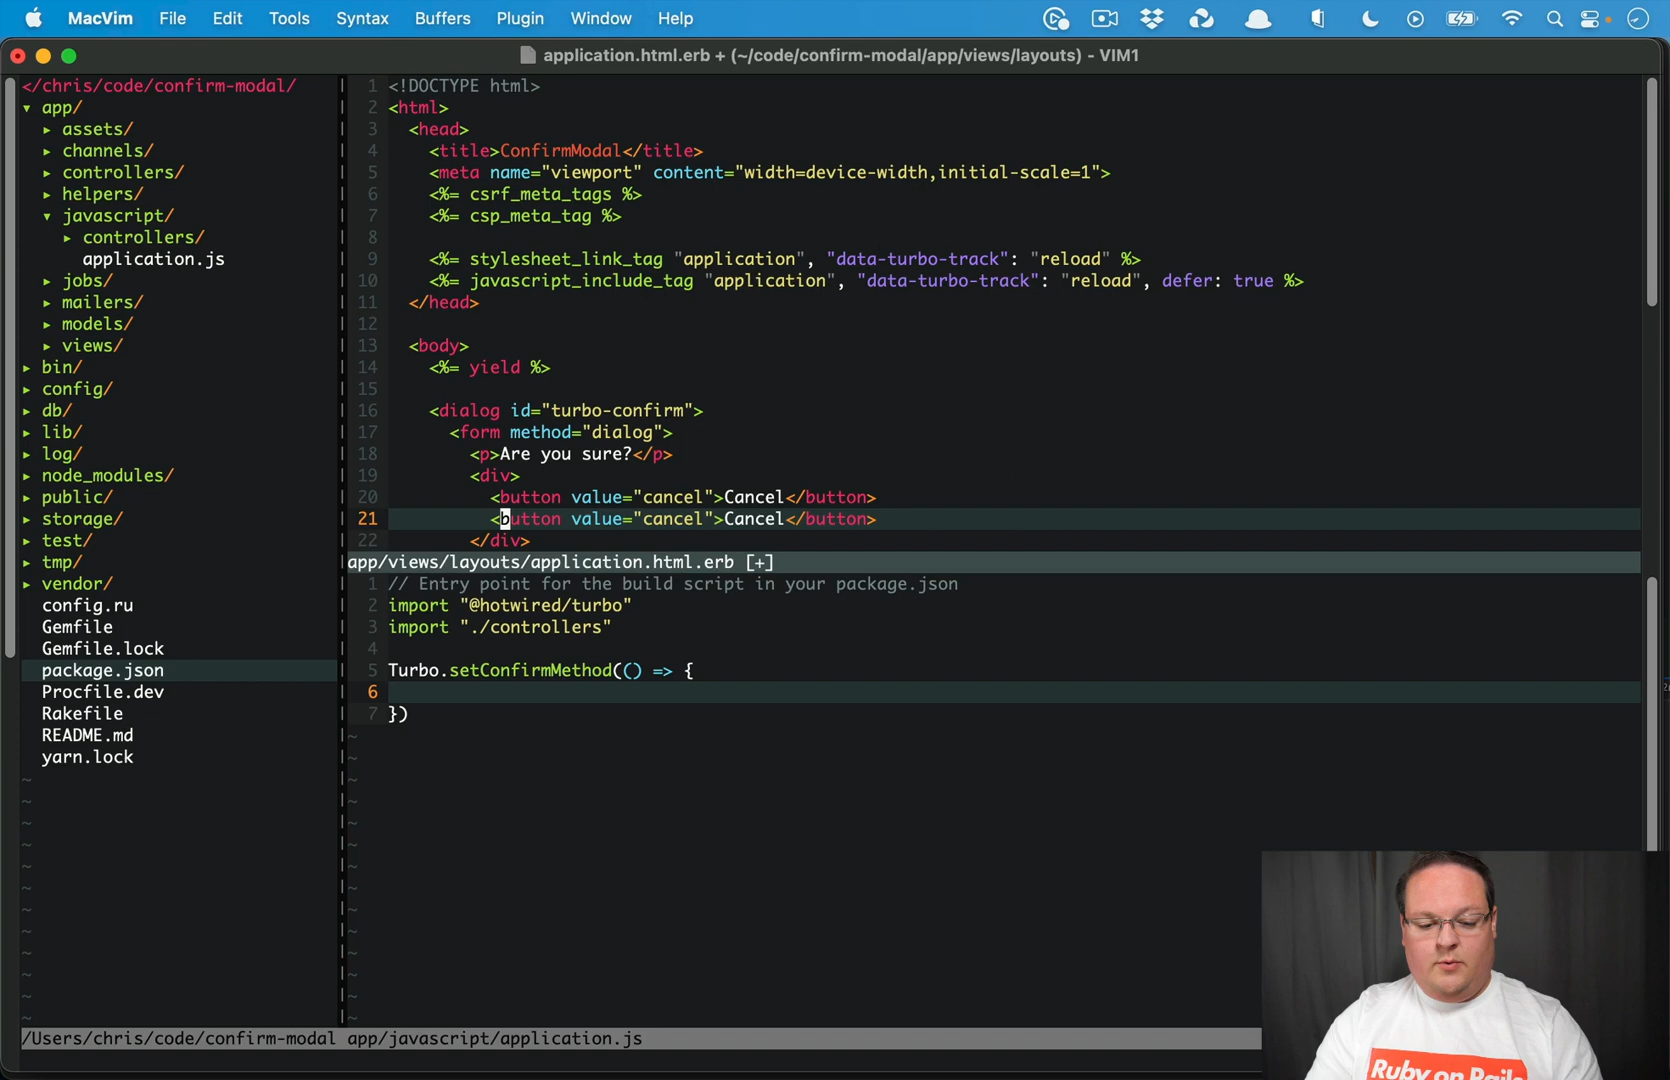 MacVim File Edit Tools Syntax Buffers Plugin Window Help
application.html.erb + (~/code/confirm-modal/app/views/layouts) - VIM1
</chris/code/confirm-modal/
▾ app/
▸ assets/
▸ channels/
▸ controllers/
▸ helpers/
▾ javascript/
▸ controllers/
application.js
▸ jobs/
▸ mailers/
▸ models/
▸ views/
▸ bin/
▸ config/
▸ db/
▸ lib/
▸ log/
▸ node_modules/
▸ public/
▸ storage/
▸ test/
▸ tmp/
▸ vendor/
config.ru
Gemfile
Gemfile.lock
package.json
Procfile.dev
Rakefile
README.md
yarn.lock
1 <!DOCTYPE html>
2 <html>
3 <head>
4 <title>ConfirmModal</title>
5 <meta name="viewport" content="width=device-width,initial-scale=1">
6 <%= csrf_meta_tags %>
7 <%= csp_meta_tag %>
8
9 <%= stylesheet_link_tag "application", "data-turbo-track": "reload" %>
10 <%= javascript_include_tag "application", "data-turbo-track": "reload", defer: true %>
11 </head>
12
13 <body>
14 <%= yield %>
15
16 <dialog id="turbo-confirm">
17 <form method="dialog">
18 <p>Are you sure?</p>
19 <div>
20 <button value="cancel">Cancel</button>
21 <button value="cancel">Cancel</button>
22 </div>
app/views/layouts/application.html.erb [+]
1 // Entry point for the build script in your package.json
2 import "@hotwired/turbo"
3 import "./controllers"
4
5 Turbo.setConfirmMethod(() => {
6
7 })
/Users/chris/code/confirm-modal app/javascript/application.js
Ruby on Rails